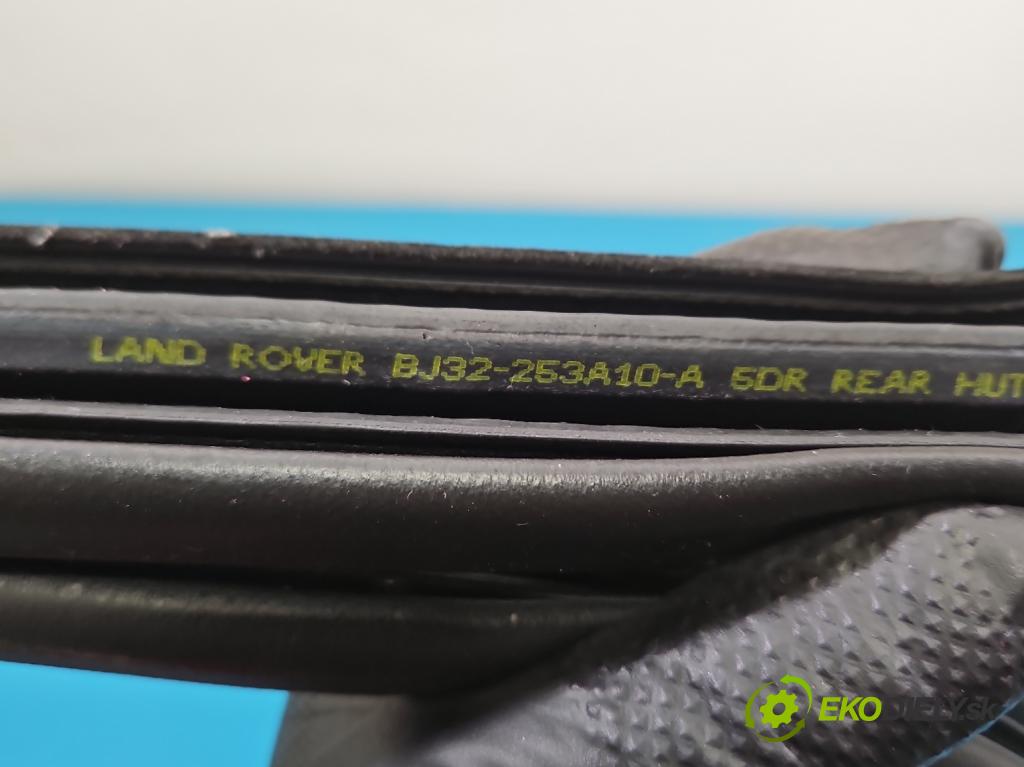 LAND ROVER BJ32-253A10-A 5DR REAR HUT
EKODIELY.sk